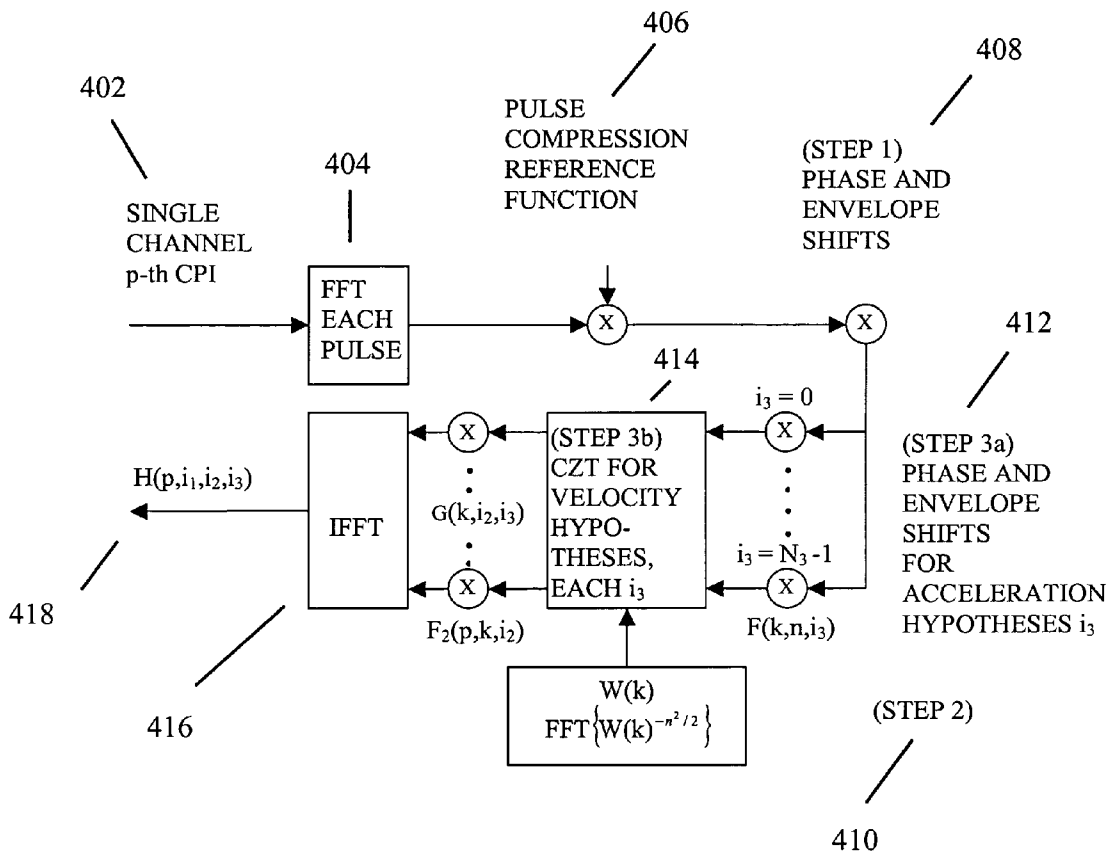 406
408
402
PULSE
COMPRESSION
REFERENCE
FUNCTION
(STEP 1)
PHASE AND
ENVELOPE
SHIFTS
404
SINGLE
CHANNEL
p-th CPI
FFT
EACH
PULSE
X
X
412
414
i₃ = 0
X
X
(STEP 3b)
CZT FOR
VELOCITY
HYPO-
THESES,
EACH i₃
(STEP 3a)
PHASE AND
ENVELOPE
SHIFTS
FOR
ACCELERATION
HYPOTHESES i₃
H(p,i₁,i₂,i₃)
IFFT
G(k,i₂,i₃)
i₃ = N₃ -1
X
X
F₂(p,k,i₂)
F(k,n,i₃)
418
416
W(k)
FFT{W(k)^{-n²/2}}
(STEP 2)
410